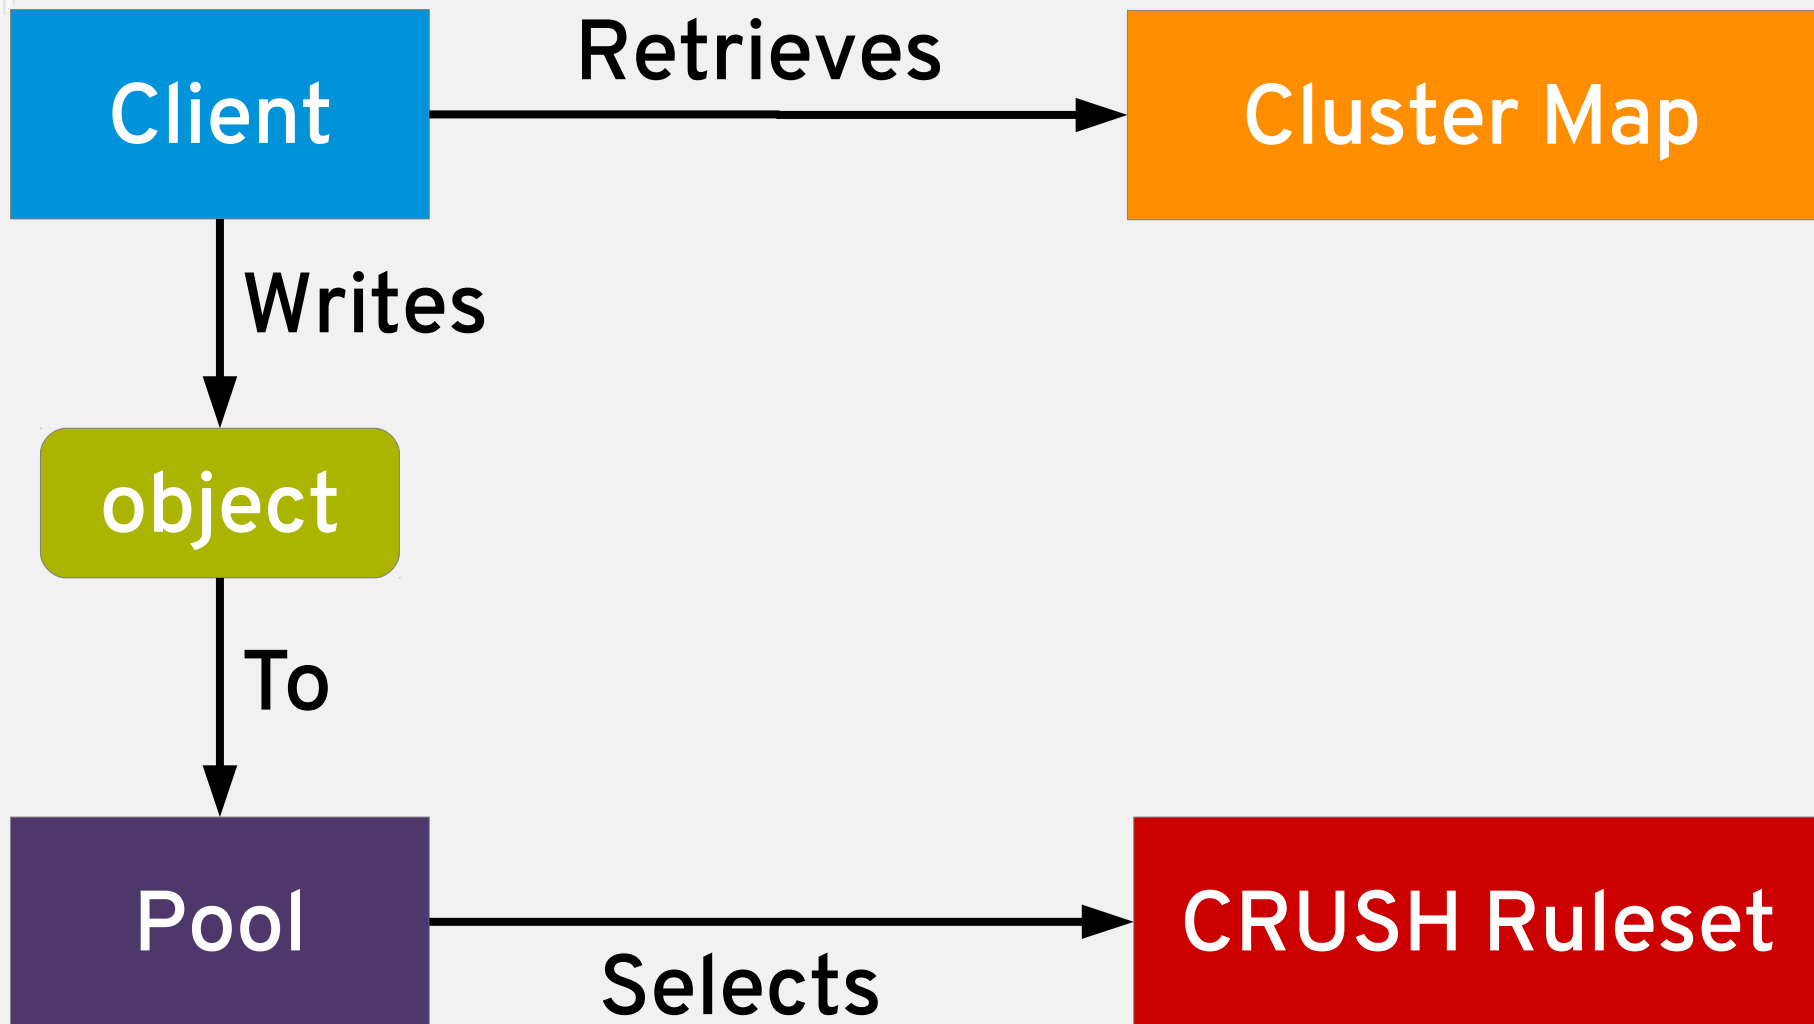 Client
Retrieves
Cluster Map
Writes
object
To
Pool
Selects
CRUSH Ruleset